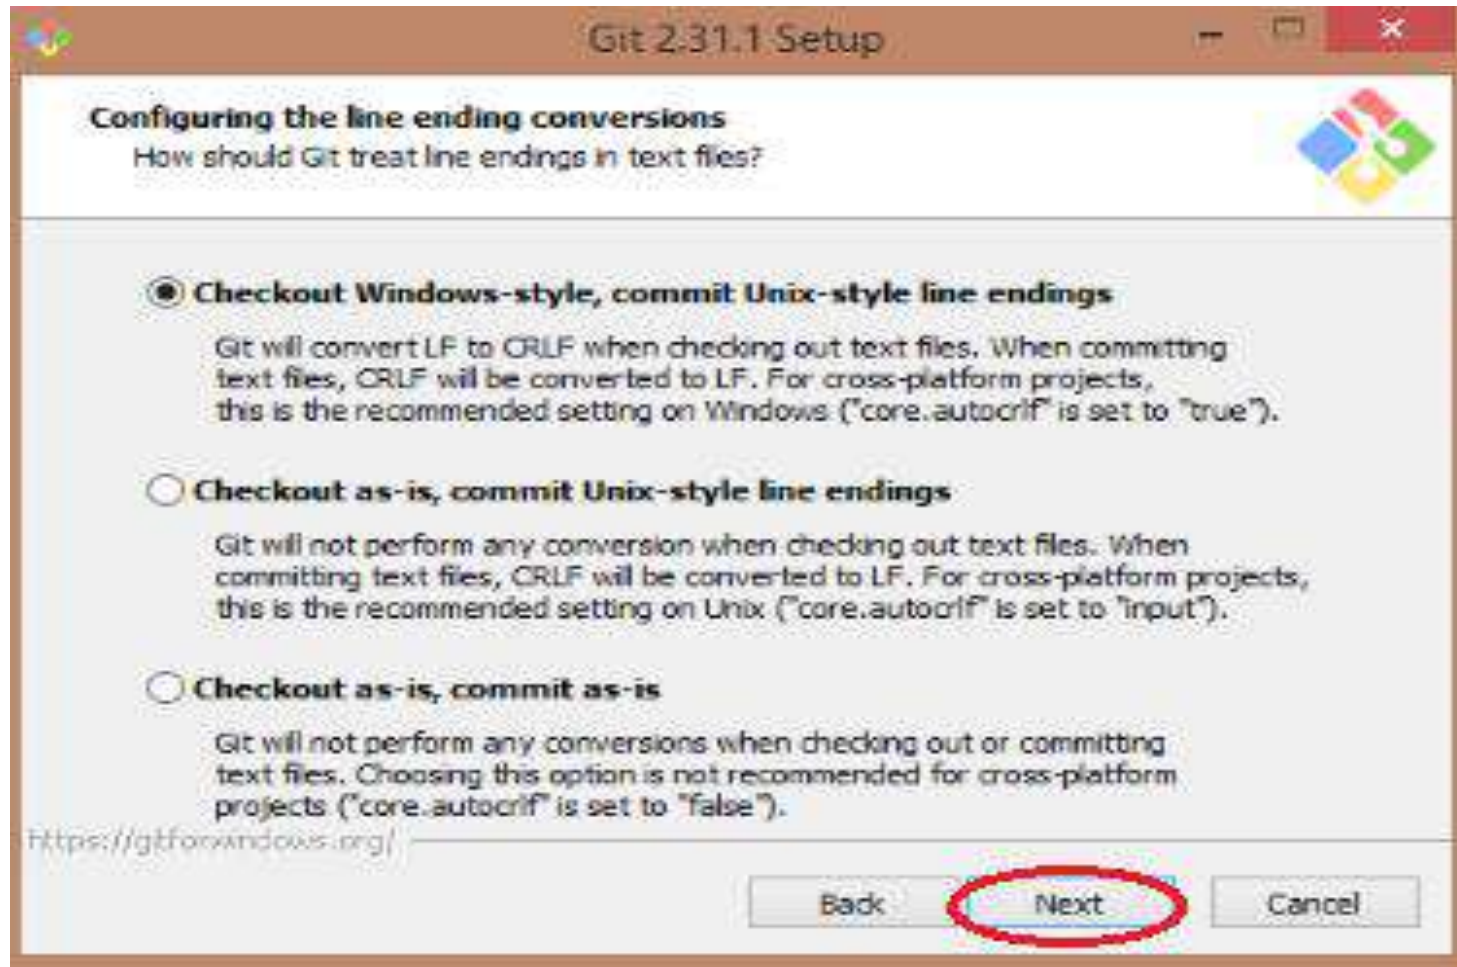 Git 2.31.1 Setup
Configuring the line ending conversions
How should Git treat line endings in text files?
Checkout Windows-style, commit Unix-style line endings
Git will convert LF to CRLF when checking out text files. When committing
text files, CRLF will be converted to LF. For cross-platform projects,
this is the recommended setting on Windows ("core.autocrlf" is set to "true").
Checkout as-is, commit Unix-style line endings
Git will not perform any conversion when checking out text files. When
committing text files, CRLF will be converted to LF. For cross-platform projects,
this is the recommended setting on Unix ("core.autocrlf" is set to "input").
Checkout as-is, commit as-is
Git will not perform any conversions when checking out or committing
text files. Choosing this option is not recommended for cross-platform
projects ("core.autocrlf" is set to "false").
https://gitforwindows.org/
Back Next Cancel